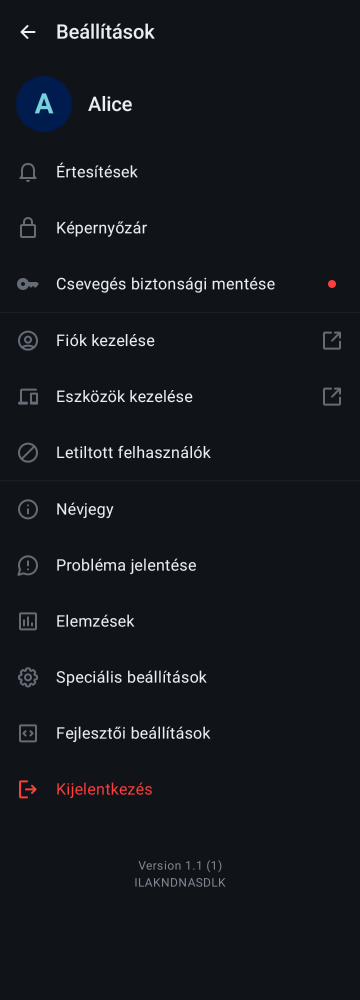 Beállítások
A
Alice
Értesítések
Képernyőzár
Csevegés biztonsági mentése
Fiók kezelése
Eszközök kezelése
Letiltott felhasználók
Névjegy
Probléma jelentése
Elemzések
Speciális beállítások
Fejlesztői beállítások
Kijelentkezés
Version 1.1 (1)
ILAKNDNASDLK